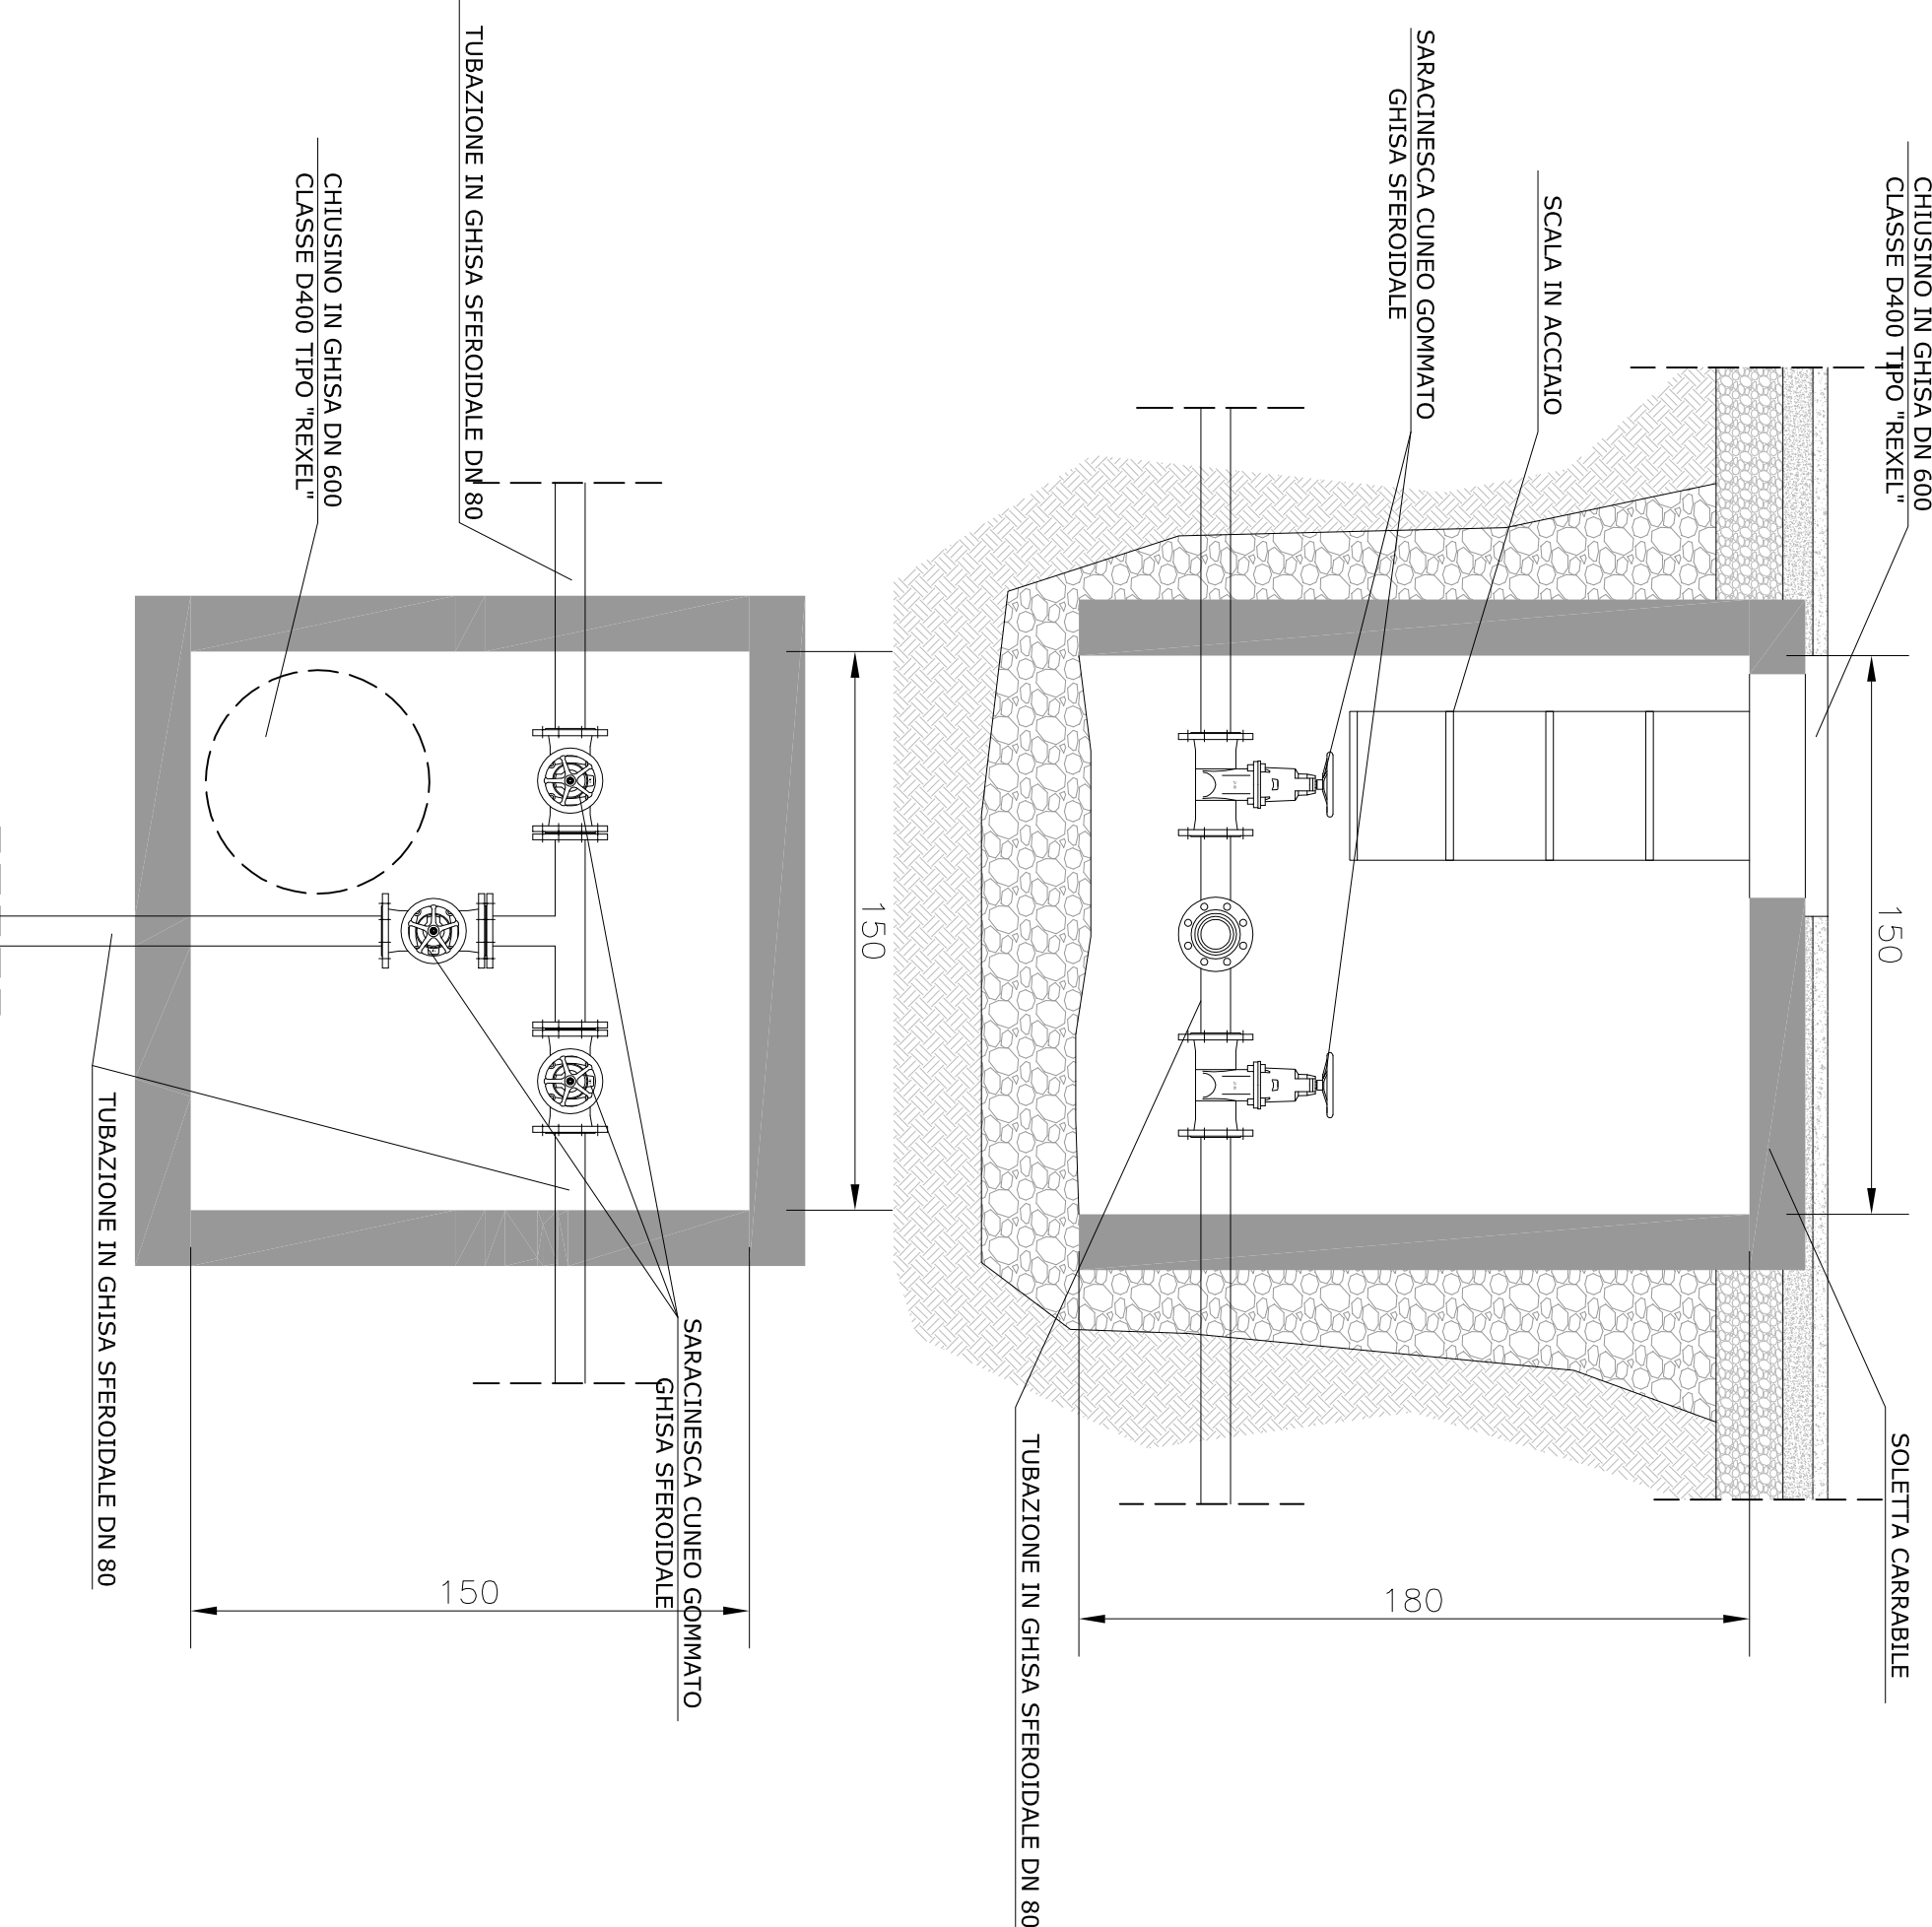 CHIUSINO IN GHISA DN 600
CLASSE D400 TIPO "REXEL"
SCALA IN ACCIAIO
SARACINESCA CUNEO GOMMATO
GHISA SFEROIDALE
150
SOLETTA CARRABILE
180
TUBAZIONE IN GHISA SFEROIDALE DN 80
TUBAZIONE IN GHISA SFEROIDALE DN 80
CHIUSINO IN GHISA DN 600
CLASSE D400 TIPO "REXEL"
150
SARACINESCA CUNEO GOMMATO
GHISA SFEROIDALE
150
TUBAZIONE IN GHISA SFEROIDALE DN 80